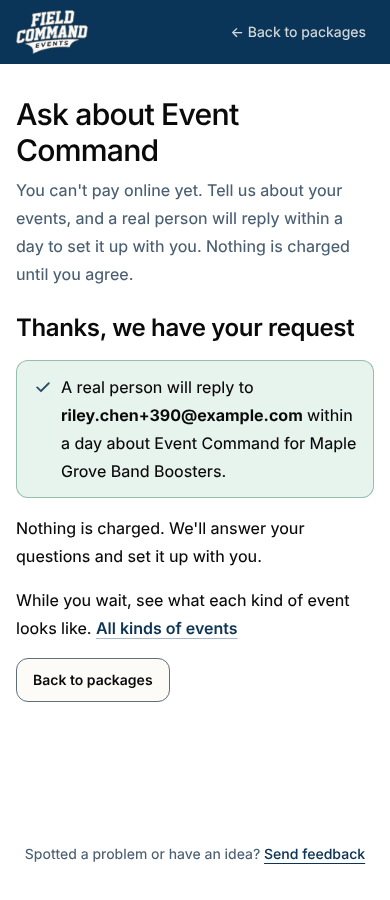 FIELD
COMMAND
EVENTS
← Back to packages
Ask about Event
Command
You can't pay online yet. Tell us about your
events, and a real person will reply within a
day to set it up with you. Nothing is charged
until you agree.
Thanks, we have your request
A real person will reply to
riley.chen+390@example.com within
a day about Event Command for Maple
Grove Band Boosters.
Nothing is charged. We'll answer your
questions and set it up with you.
While you wait, see what each kind of event
looks like. All kinds of events
Back to packages
Spotted a problem or have an idea? Send feedback